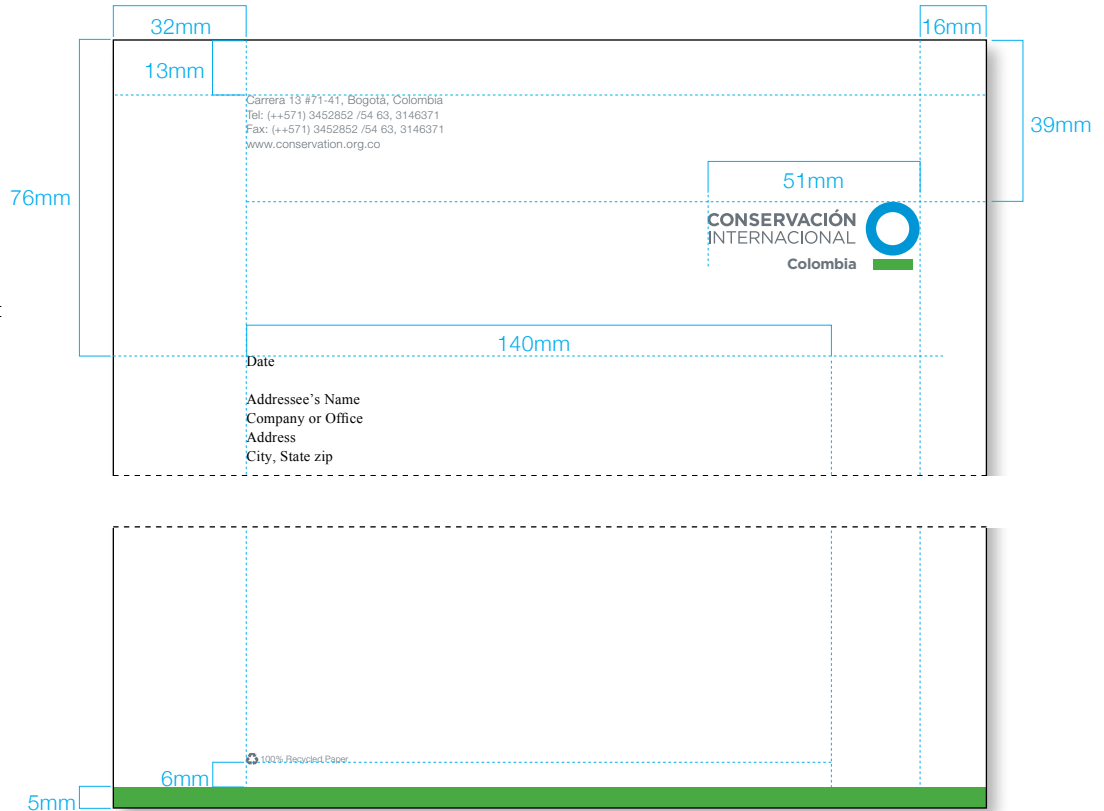 32mm
16mm
13mm
Carrera 13 #71-41, Bogotá, Colombia
Tel: (++571) 3452852 /54 63, 3146371
Fax: (++571) 3452852 /54 63, 3146371
www.conservation.org.co
39mm
76mm
51mm
CONSERVACIÓN
INTERNACIONAL
Colombia
140mm
Date
Addressee’s Name
Company or Office
Address
City, State zip
100% Recycled Paper
6mm
5mm